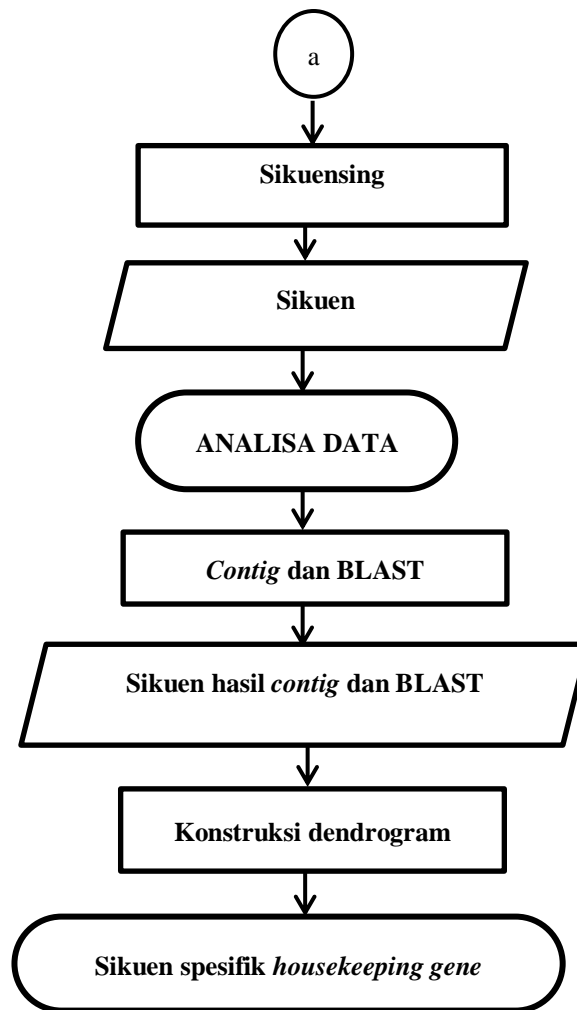 a
Sikuensing
Sikuen
ANALISA DATA
Contig dan BLAST
Sikuen hasil contig dan BLAST
Konstruksi dendrogram
Sikuen spesifik housekeeping gene